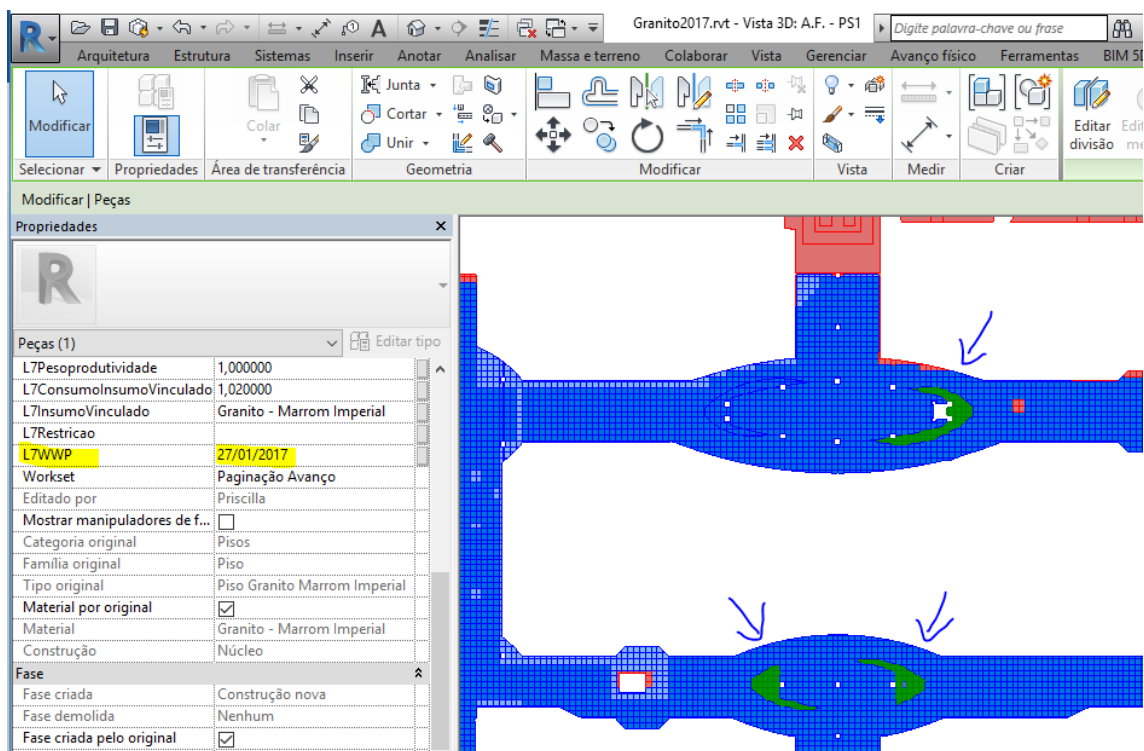 Granito2017.rvt - Vista 3D: A.F. - PS1
Digite palavra-chave ou frase
Arquitetura Estrutura Sistemas Inserir Anotar Analisar Massa e terreno Colaborar Vista Gerenciar Avanço físico Ferramentas BIM 5D
Junta
Cortar
Unir
Modificar
Colar
Editar divisão
Selecionar Propriedades Área de transferência Geometria Modificar Vista Medir Criar
Modificar | Peças
Propriedades
R
Peças (1) Editar tipo
L7Pesoprodutividade 1,000000
L7ConsumoInsumoVinculado 1,020000
L7InsumoVinculado Granito - Marrom Imperial
L7Restricao
L7WWP 27/01/2017
Workset Paginação Avanço
Editado por Priscilla
Mostrar manipuladores de f...
Categoria original Pisos
Família original Piso
Tipo original Piso Granito Marrom Imperial
Material por original
Material Granito - Marrom Imperial
Construção Núcleo
Fase
Fase criada Construção nova
Fase demolida Nenhum
Fase criada pelo original